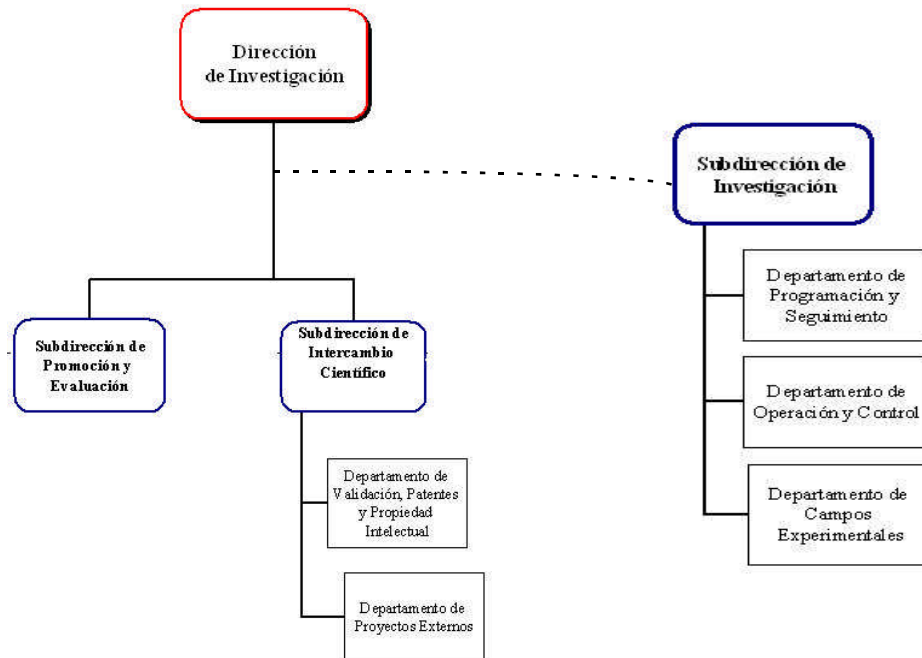 Dirección
de Investigación
Subdirección de
Investigación
Departamento de
Programación y
Seguimiento
Subdirección de
Promoción y
Evaluación
Subdirección de
Intercambio
Científico
Departamento de
Operación y Control
Departamento de
Validación, Patentes
y Propiedad
Intelectual
Departamento de
Campos
Experimentales
Departamento de
Proyectos Externos